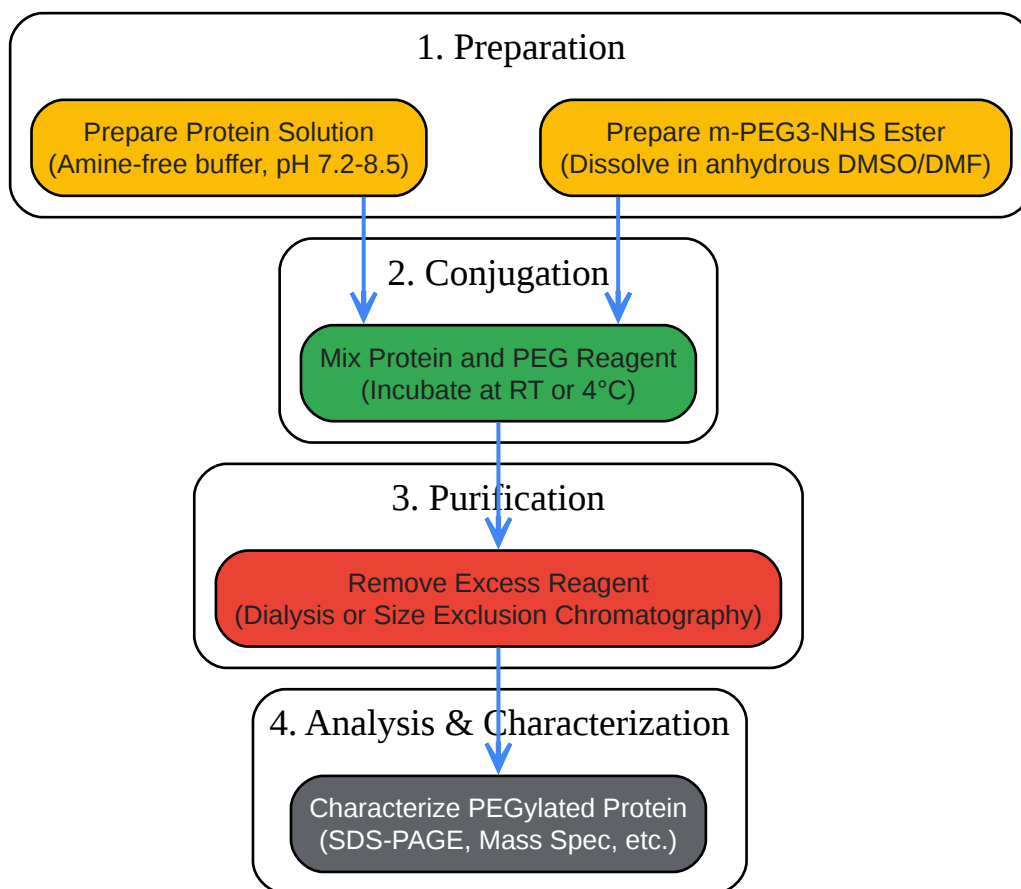 1. Preparation
Prepare Protein Solution
(Amine-free buffer, pH 7.2-8.5)
Prepare m-PEG3-NHS Ester
(Dissolve in anhydrous DMSO/DMF)
2. Conjugation
Mix Protein and PEG Reagent
(Incubate at RT or 4°C)
3. Purification
Remove Excess Reagent
(Dialysis or Size Exclusion Chromatography)
4. Analysis & Characterization
Characterize PEGylated Protein
(SDS-PAGE, Mass Spec, etc.)